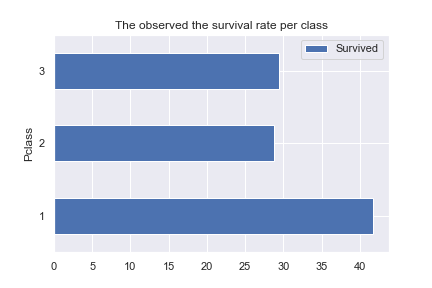 The observed the survival rate per class
Survived
Pclass
3
2
1
0 5 10 15 20 25 30 35 40